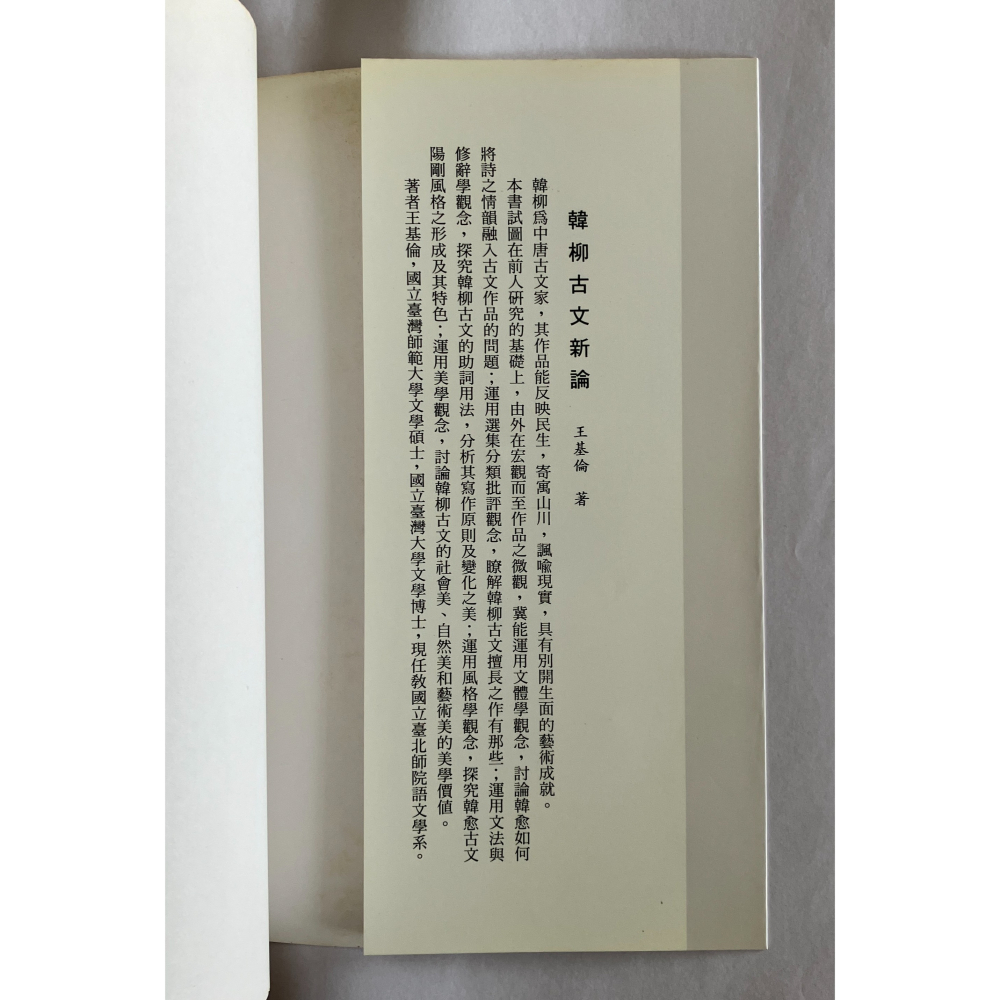 韓柳古文新論 王基倫 著
韓柳爲中唐古文家，其作品能反映民生，寄寓山川，諷喻現實，具有別開生面的藝術成就。
本書試圖在前人研究的基礎上，由外在宏觀而至作品之微觀，冀能運用文體學觀念，討論韓愈如何
將詩之情韻融入古文作品的問題；運用選集分類批評觀念，瞭解韓柳古文擅長之作有那些；運用文法與
修辭學觀念，探究韓柳古文的助詞用法，分析其寫作原則及變化之美；運用風格學觀念，探究韓愈古文
陽剛風格之形成及其特色；運用美學觀念，討論韓柳古文的社會美、自然美和藝術美的美學價值。
著者王基倫，國立臺灣師範大學文學碩士，國立臺灣大學文學博士，現任教國立臺北師院語文學系。